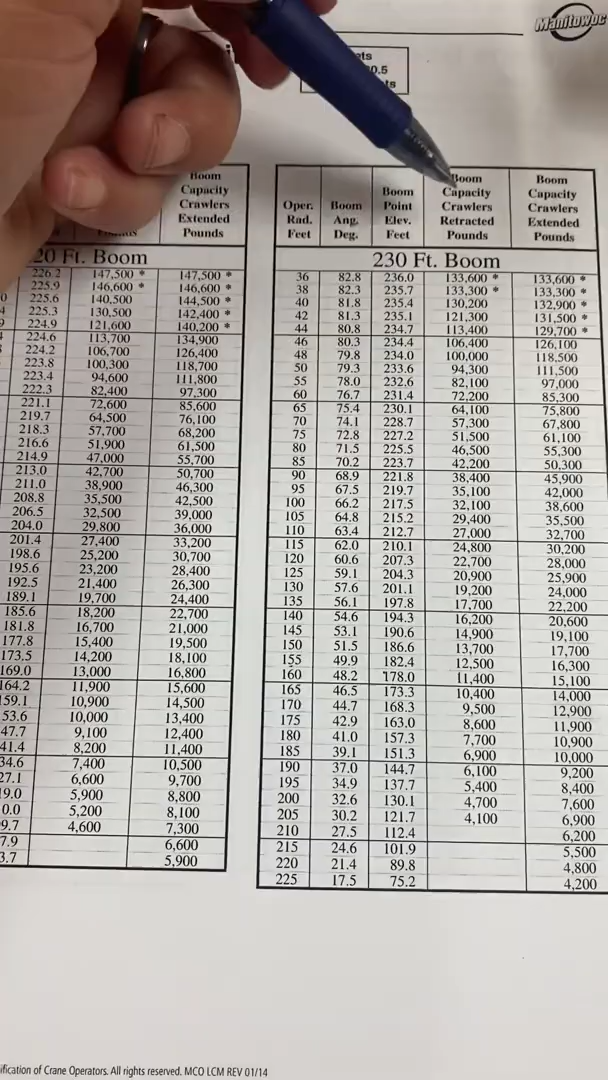 Manitowoc
ts
0.5
ts
Boom
Capacity
Crawlers
Extended
Pounds
20 Ft. Boom
226.2 147,500 * 147,500 *
225.9 146,600 * 146,600 *
225.6 140,500 144,500 *
225.3 130,500 142,400 *
224.9 121,600 140,200 *
224.6 113,700 134,900
224.2 106,700 126,400
223.8 100,300 118,700
223.4 94,600 111,800
222.3 82,400 97,300
221.1 72,600 85,600
219.7 64,500 76,100
218.3 57,700 68,200
216.6 51,900 61,500
214.9 47,000 55,700
213.0 42,700 50,700
211.0 38,900 46,300
208.8 35,500 42,500
206.5 32,500 39,000
204.0 29,800 36,000
201.4 27,400 33,200
198.6 25,200 30,700
195.6 23,200 28,400
192.5 21,400 26,300
189.1 19,700 24,400
185.6 18,200 22,700
181.8 16,700 21,000
177.8 15,400 19,500
173.5 14,200 18,100
169.0 13,000 16,800
164.2 11,900 15,600
159.1 10,900 14,500
53.6 10,000 13,400
47.7 9,100 12,400
41.4 8,200 11,400
34.6 7,400 10,500
27.1 6,600 9,700
19.0 5,900 8,800
0.0 5,200 8,100
9.7 4,600 7,300
7.9 6,600
3.7 5,900
Oper. Rad. Feet
Boom Ang. Deg.
Boom Point Elev. Feet
Boom Capacity Crawlers Retracted Pounds
Boom Capacity Crawlers Extended Pounds
230 Ft. Boom
36 82.8 236.0 133,600 * 133,600 *
38 82.3 235.7 133,300 * 133,300 *
40 81.8 235.4 130,200 132,900 *
42 81.3 235.1 121,300 131,500 *
44 80.8 234.7 113,400 129,700 *
46 80.3 234.4 106,400 126,100
48 79.8 234.0 100,000 118,500
50 79.3 233.6 94,300 111,500
55 78.0 232.6 82,100 97,000
60 76.7 231.4 72,200 85,300
65 75.4 230.1 64,100 75,800
70 74.1 228.7 57,300 67,800
75 72.8 227.2 51,500 61,100
80 71.5 225.5 46,500 55,300
85 70.2 223.7 42,200 50,300
90 68.9 221.8 38,400 45,900
95 67.5 219.7 35,100 42,000
100 66.2 217.5 32,100 38,600
105 64.8 215.2 29,400 35,500
110 63.4 212.7 27,000 32,700
115 62.0 210.1 24,800 30,200
120 60.6 207.3 22,700 28,000
125 59.1 204.3 20,900 25,900
130 57.6 201.1 19,200 24,000
135 56.1 197.8 17,700 22,200
140 54.6 194.3 16,200 20,600
145 53.1 190.6 14,900 19,100
150 51.5 186.6 13,700 17,700
155 49.9 182.4 12,500 16,300
160 48.2 178.0 11,400 15,100
165 46.5 173.3 10,400 14,000
170 44.7 168.3 9,500 12,900
175 42.9 163.0 8,600 11,900
180 41.0 157.3 7,700 10,900
185 39.1 151.3 6,900 10,000
190 37.0 144.7 6,100 9,200
195 34.9 137.7 5,400 8,400
200 32.6 130.1 4,700 7,600
205 30.2 121.7 4,100 6,900
210 27.5 112.4 6,200
215 24.6 101.9 5,500
220 21.4 89.8 4,800
225 17.5 75.2 4,200
ification of Crane Operators. All rights reserved. MCO LCM REV 01/14